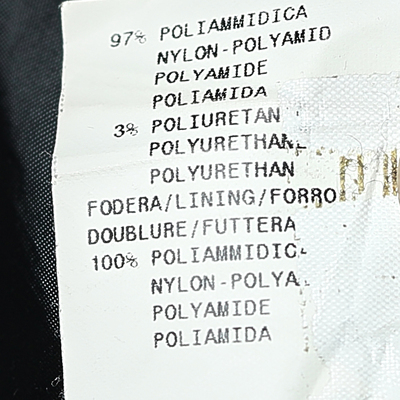 97% POLIAMMIDICA
NYLON-POLYAMID
POLYAMIDE
POLIAMIDA
3% POLIURETAN
POLYURETHANE
POLYURETHAN
FODERA/LINING/FORRO
DOUBLURE/FUTTERA
100% POLIAMMIDIC
NYLON-POLYA
POLYAMIDE
POLIAMIDA